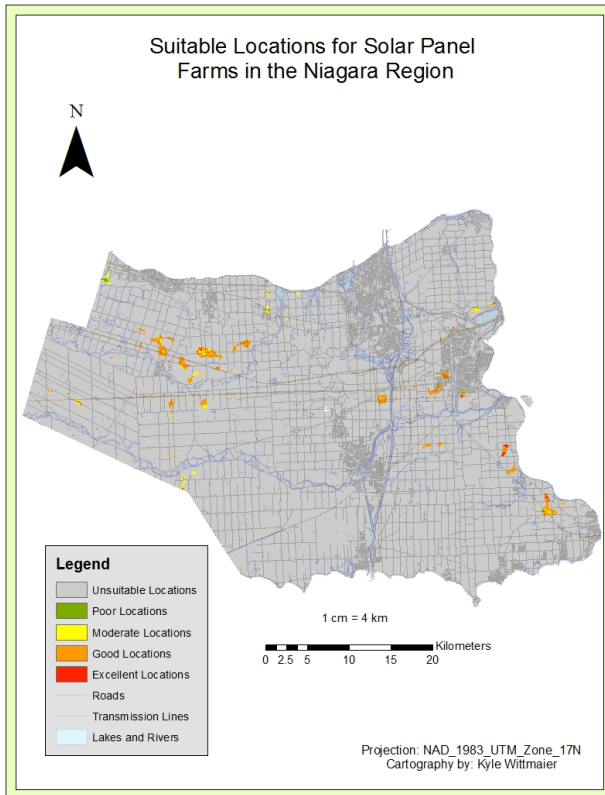 Suitable Locations for Solar Panel
Farms in the Niagara Region
N
Legend
Unsuitable Locations
Poor Locations
Moderate Locations
Good Locations
Excellent Locations
Roads
Transmission Lines
Lakes and Rivers
1 cm = 4 km
Kilometers
0 2.5 5 10 15 20
Projection: NAD_1983_UTM_Zone_17N
Cartography by: Kyle Wittmaier